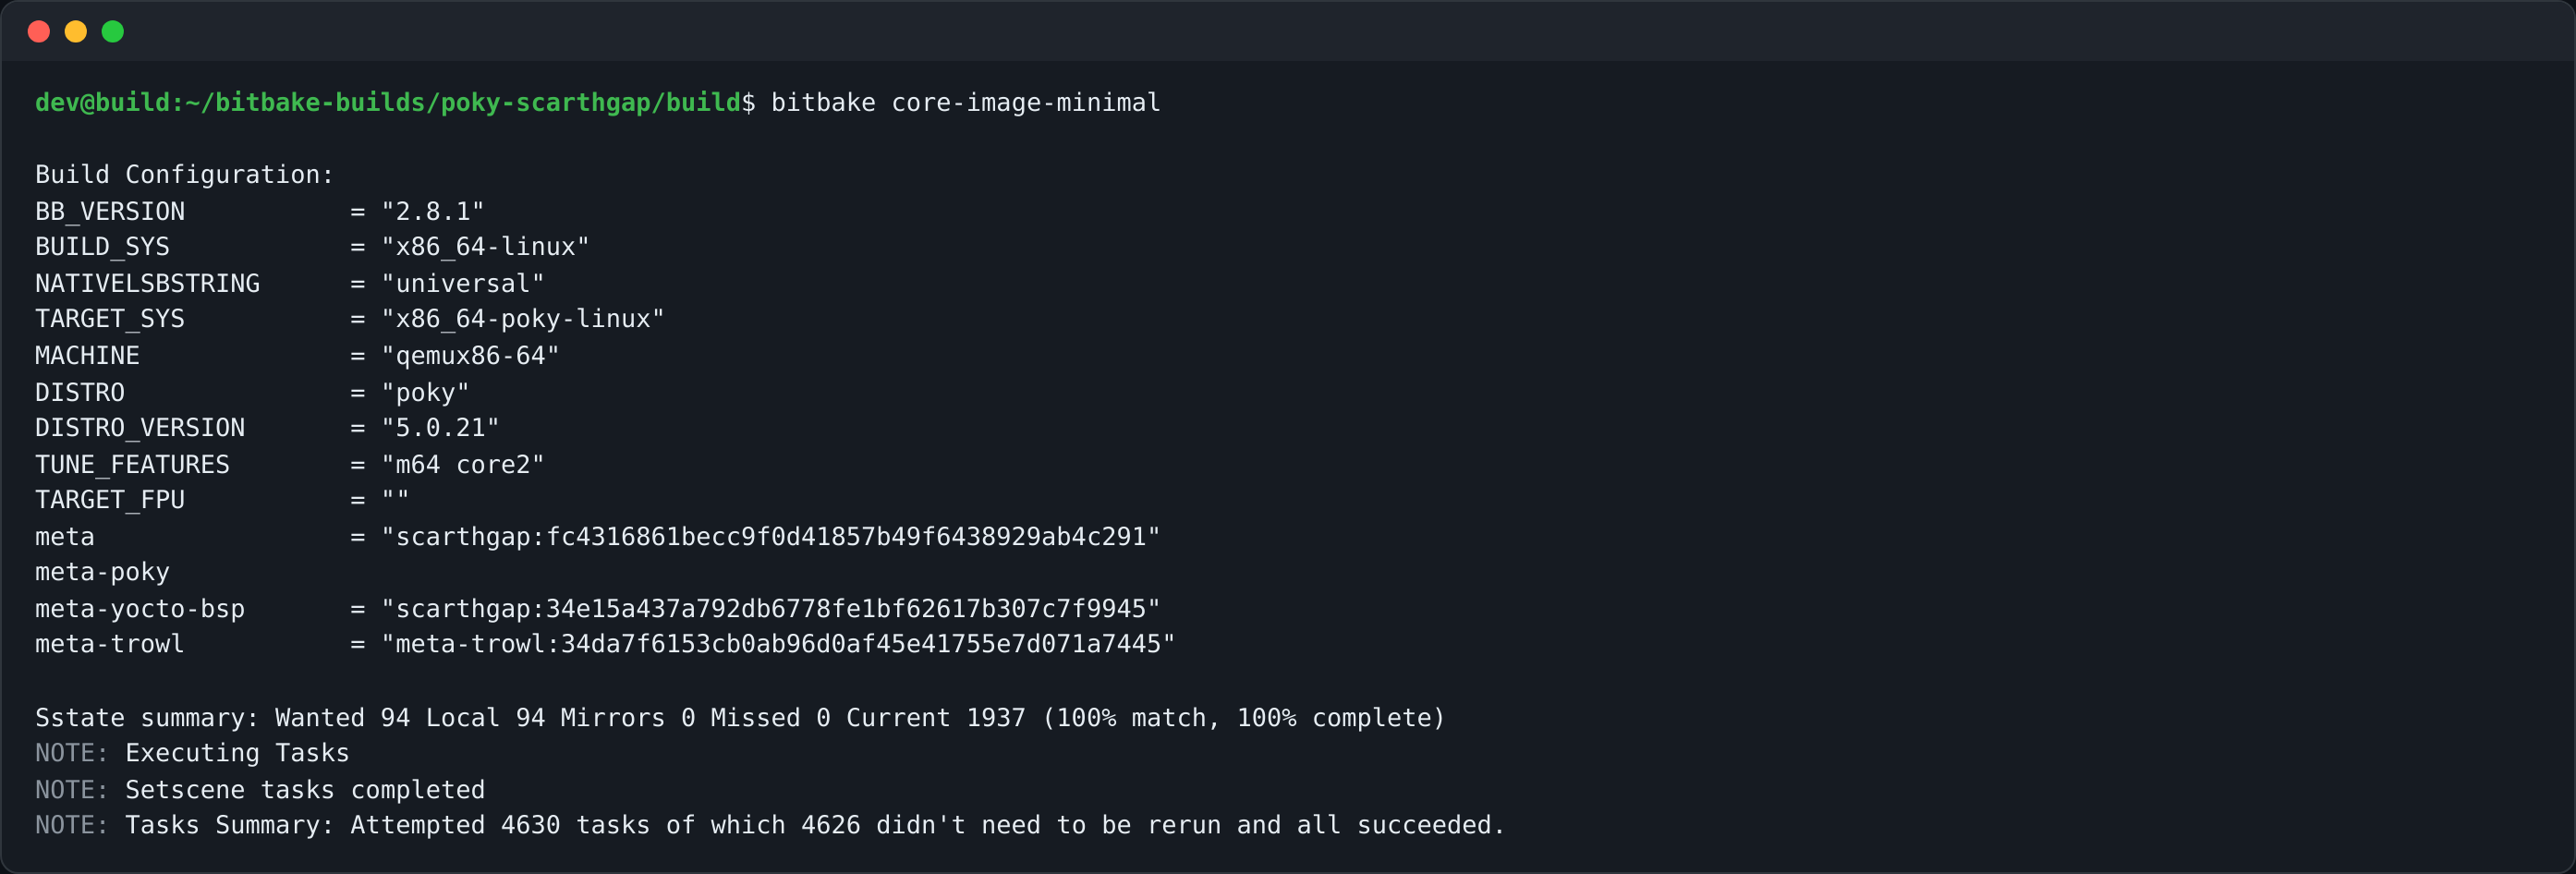 dev@build:~/bitbake-builds/poky-scarthgap/build$ bitbake core-image-minimal
Build Configuration:
BB_VERSION           = "2.8.1"
BUILD_SYS            = "x86_64-linux"
NATIVELSBSTRING      = "universal"
TARGET_SYS           = "x86_64-poky-linux"
MACHINE              = "qemux86-64"
DISTRO               = "poky"
DISTRO_VERSION       = "5.0.21"
TUNE_FEATURES        = "m64 core2"
TARGET_FPU           = ""
meta                 = "scarthgap:fc4316861becc9f0d41857b49f6438929ab4c291"
meta-poky
meta-yocto-bsp       = "scarthgap:34e15a437a792db6778fe1bf62617b307c7f9945"
meta-trowl           = "meta-trowl:34da7f6153cb0ab96d0af45e41755e7d071a7445"
Sstate summary: Wanted 94 Local 94 Mirrors 0 Missed 0 Current 1937 (100% match, 100% complete)
NOTE: Executing Tasks
NOTE: Setscene tasks completed
NOTE: Tasks Summary: Attempted 4630 tasks of which 4626 didn't need to be rerun and all succeeded.